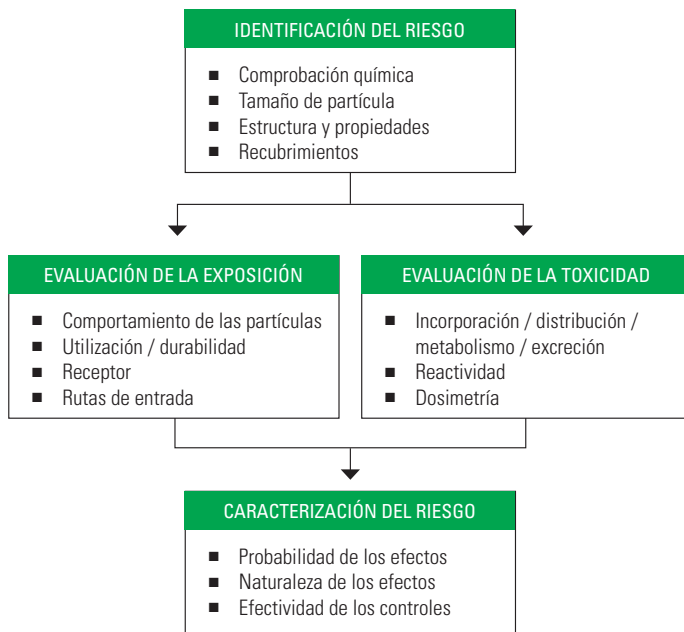 IDENTIFICACIÓN DEL RIESGO
■ Comprobación química
■ Tamaño de partícula
■ Estructura y propiedades
■ Recubrimientos
EVALUACIÓN DE LA EXPOSICIÓN
■ Comportamiento de las partículas
■ Utilización / durabilidad
■ Receptor
■ Rutas de entrada
EVALUACIÓN DE LA TOXICIDAD
■ Incorporación / distribución /
metabolismo / excreción
■ Reactividad
■ Dosimetría
CARACTERIZACIÓN DEL RIESGO
■ Probabilidad de los efectos
■ Naturaleza de los efectos
■ Efectividad de los controles